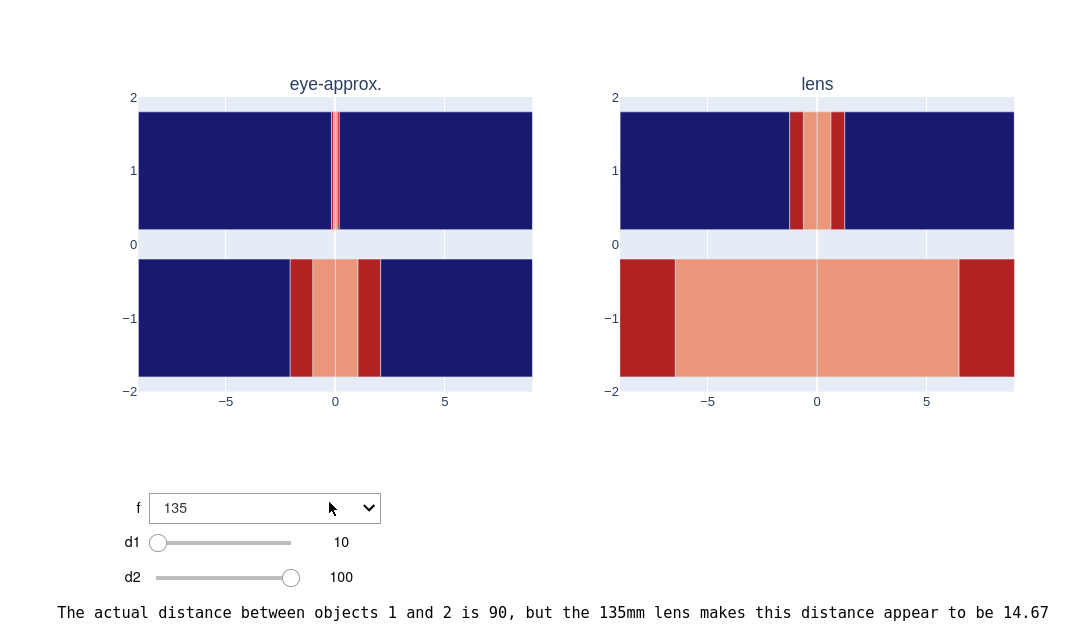 eye-approx.
lens
2
1
0
−1
−2
−5
0
5
2
1
0
−1
−2
−5
0
5
f 135
d1 10
d2 100
The actual distance between objects 1 and 2 is 90, but the 135mm lens makes this distance appear to be 14.67